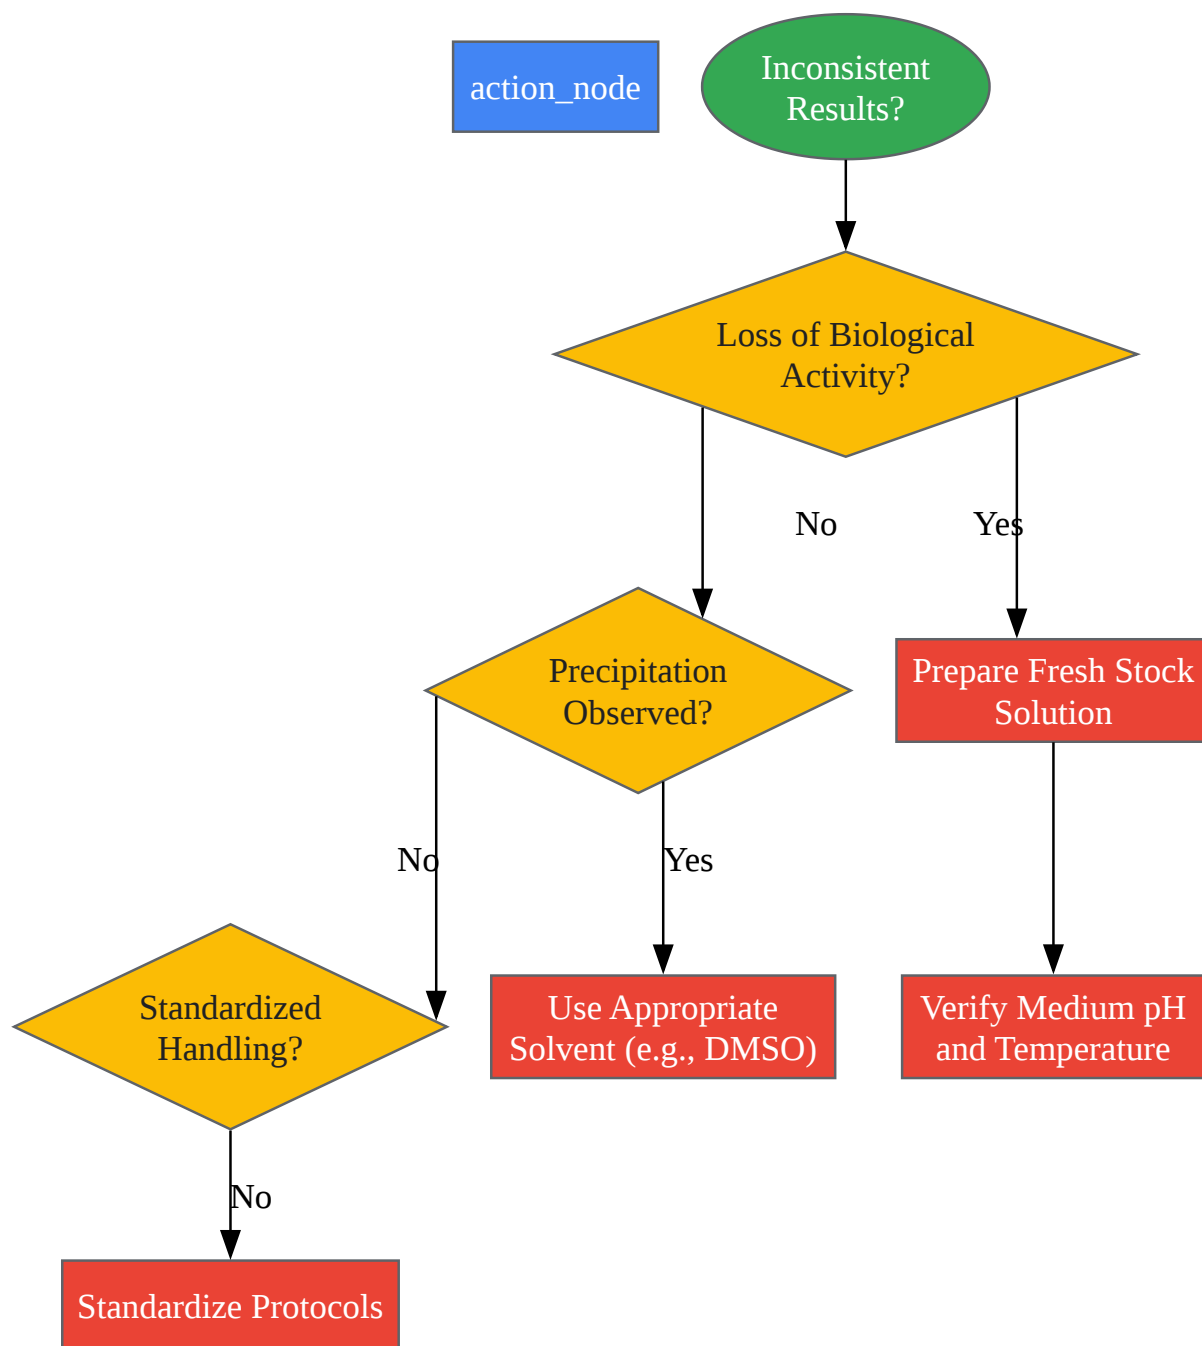 action_node
Inconsistent
Results?
Loss of Biological
Activity?
No
Yes
Precipitation
Observed?
Prepare Fresh Stock
Solution
No
Yes
Standardized
Handling?
Use Appropriate
Solvent (e.g., DMSO)
Verify Medium pH
and Temperature
No
Standardize Protocols